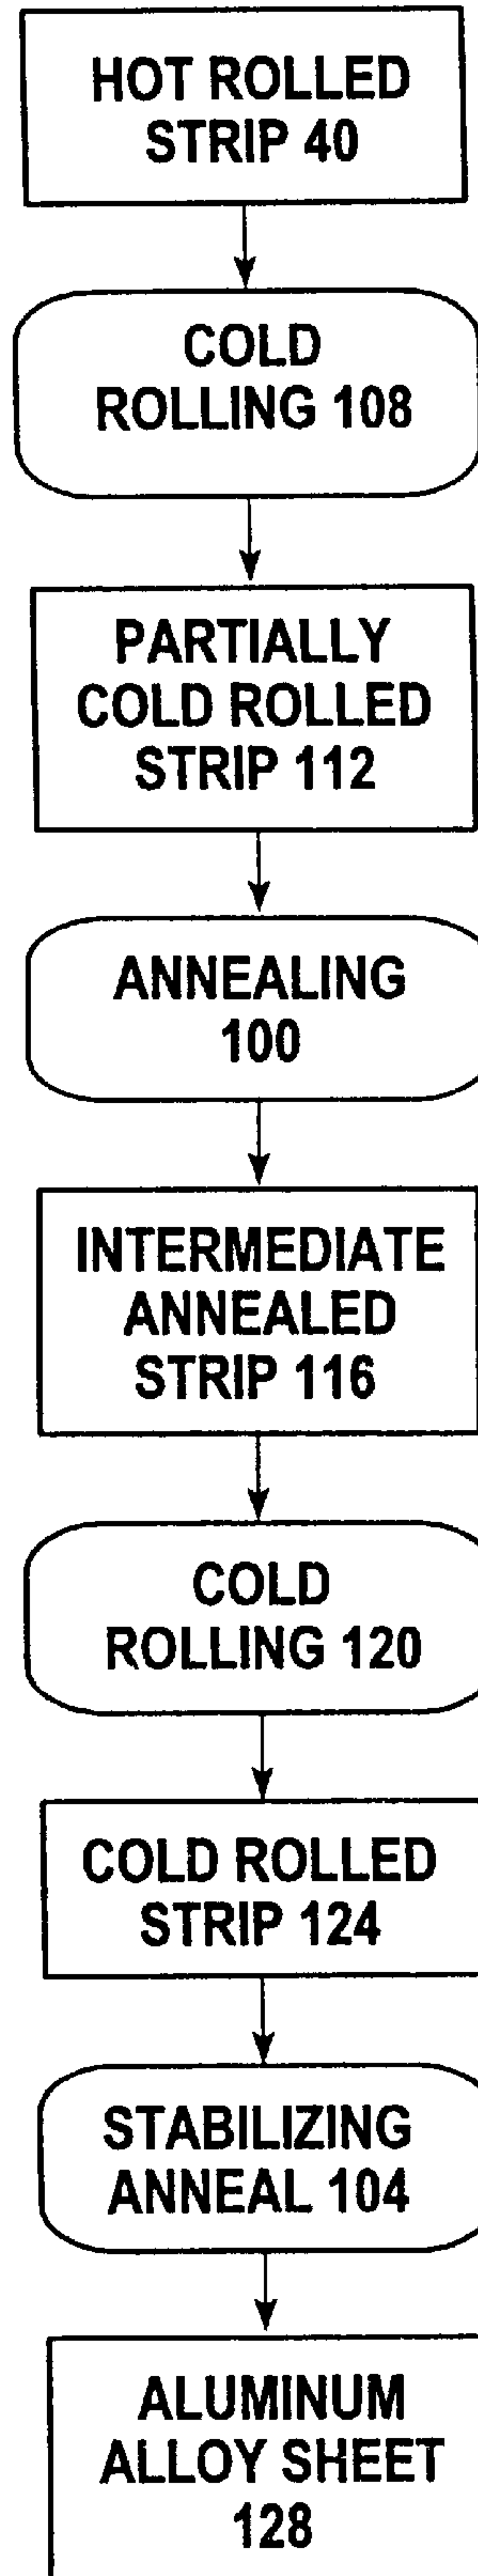 HOT ROLLED
STRIP 40
COLD
ROLLING 108
PARTIALLY
COLD ROLLED
STRIP 112
ANNEALING
100
INTERMEDIATE
ANNEALED
STRIP 116
COLD
ROLLING 120
COLD ROLLED
STRIP 124
STABILIZING
ANNEAL 104
ALUMINUM
ALLOY SHEET
128